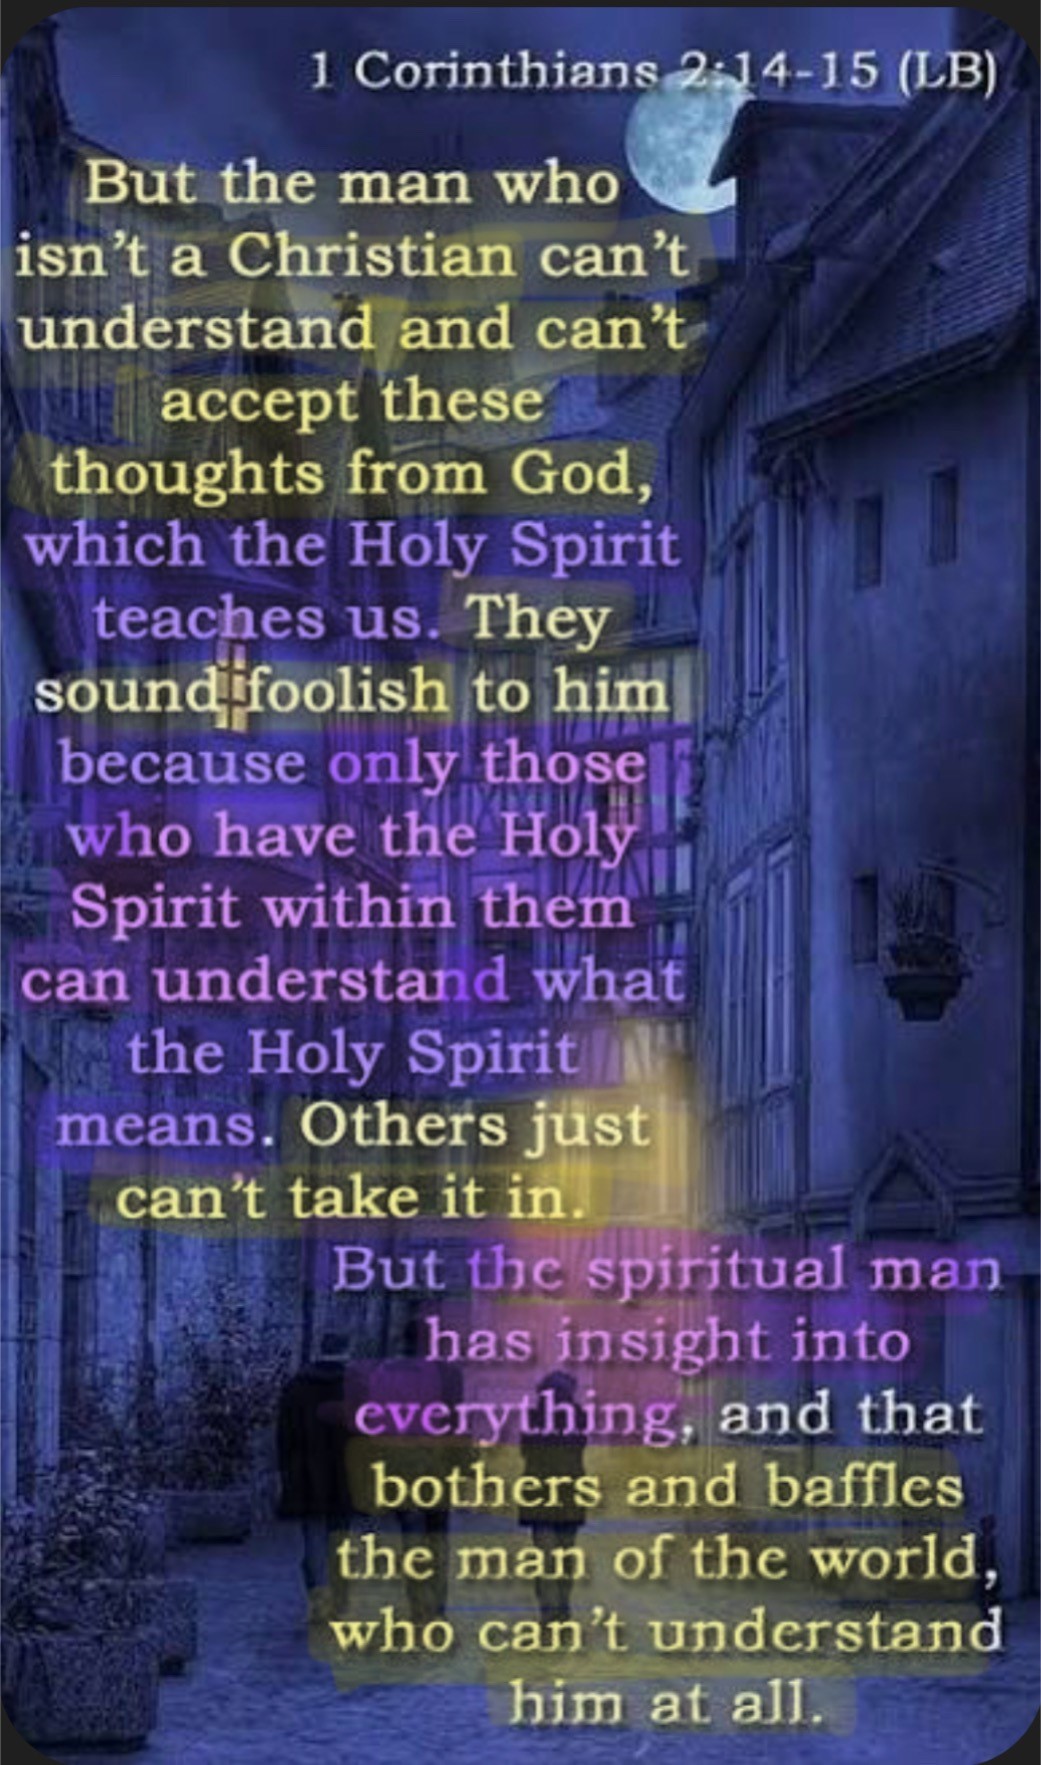 1 Corinthians 2:14-15 (LB)
But the man who
isn't a Christian can't
understand and can't
accept these
thoughts from God,
which the Holy Spirit
teaches us. They
sound foolish to him
because only those
who have the Holy
Spirit within them
can understand what
the Holy Spirit
means. Others just
can't take it in.
But the spiritual man
has insight into
everything, and that
bothers and baffles
the man of the world,
who can't understand
him at all.